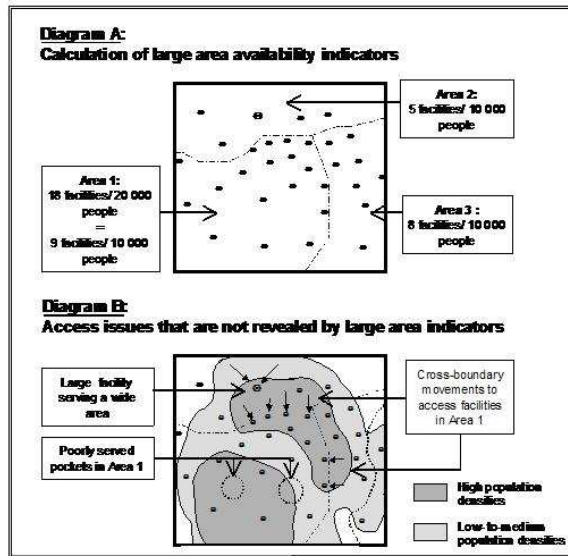 Diagram A:
Calculation of large area availability indicators
Area 2:
5 facilities/ 10 000
people
Area 1:
18 facilities/ 20 000
people
=
9 facilities/ 10 000
people
Area 3 :
8 facilities/ 10 000
people
Diagram B:
Access issues that are not revealed by large area indicators
Large facility
serving a wide
area
Cross-boundary
movements to
access facilities
in Area 1
Poorly served
pockets in Area 1
High population
densities
Low-to-medium
population densities